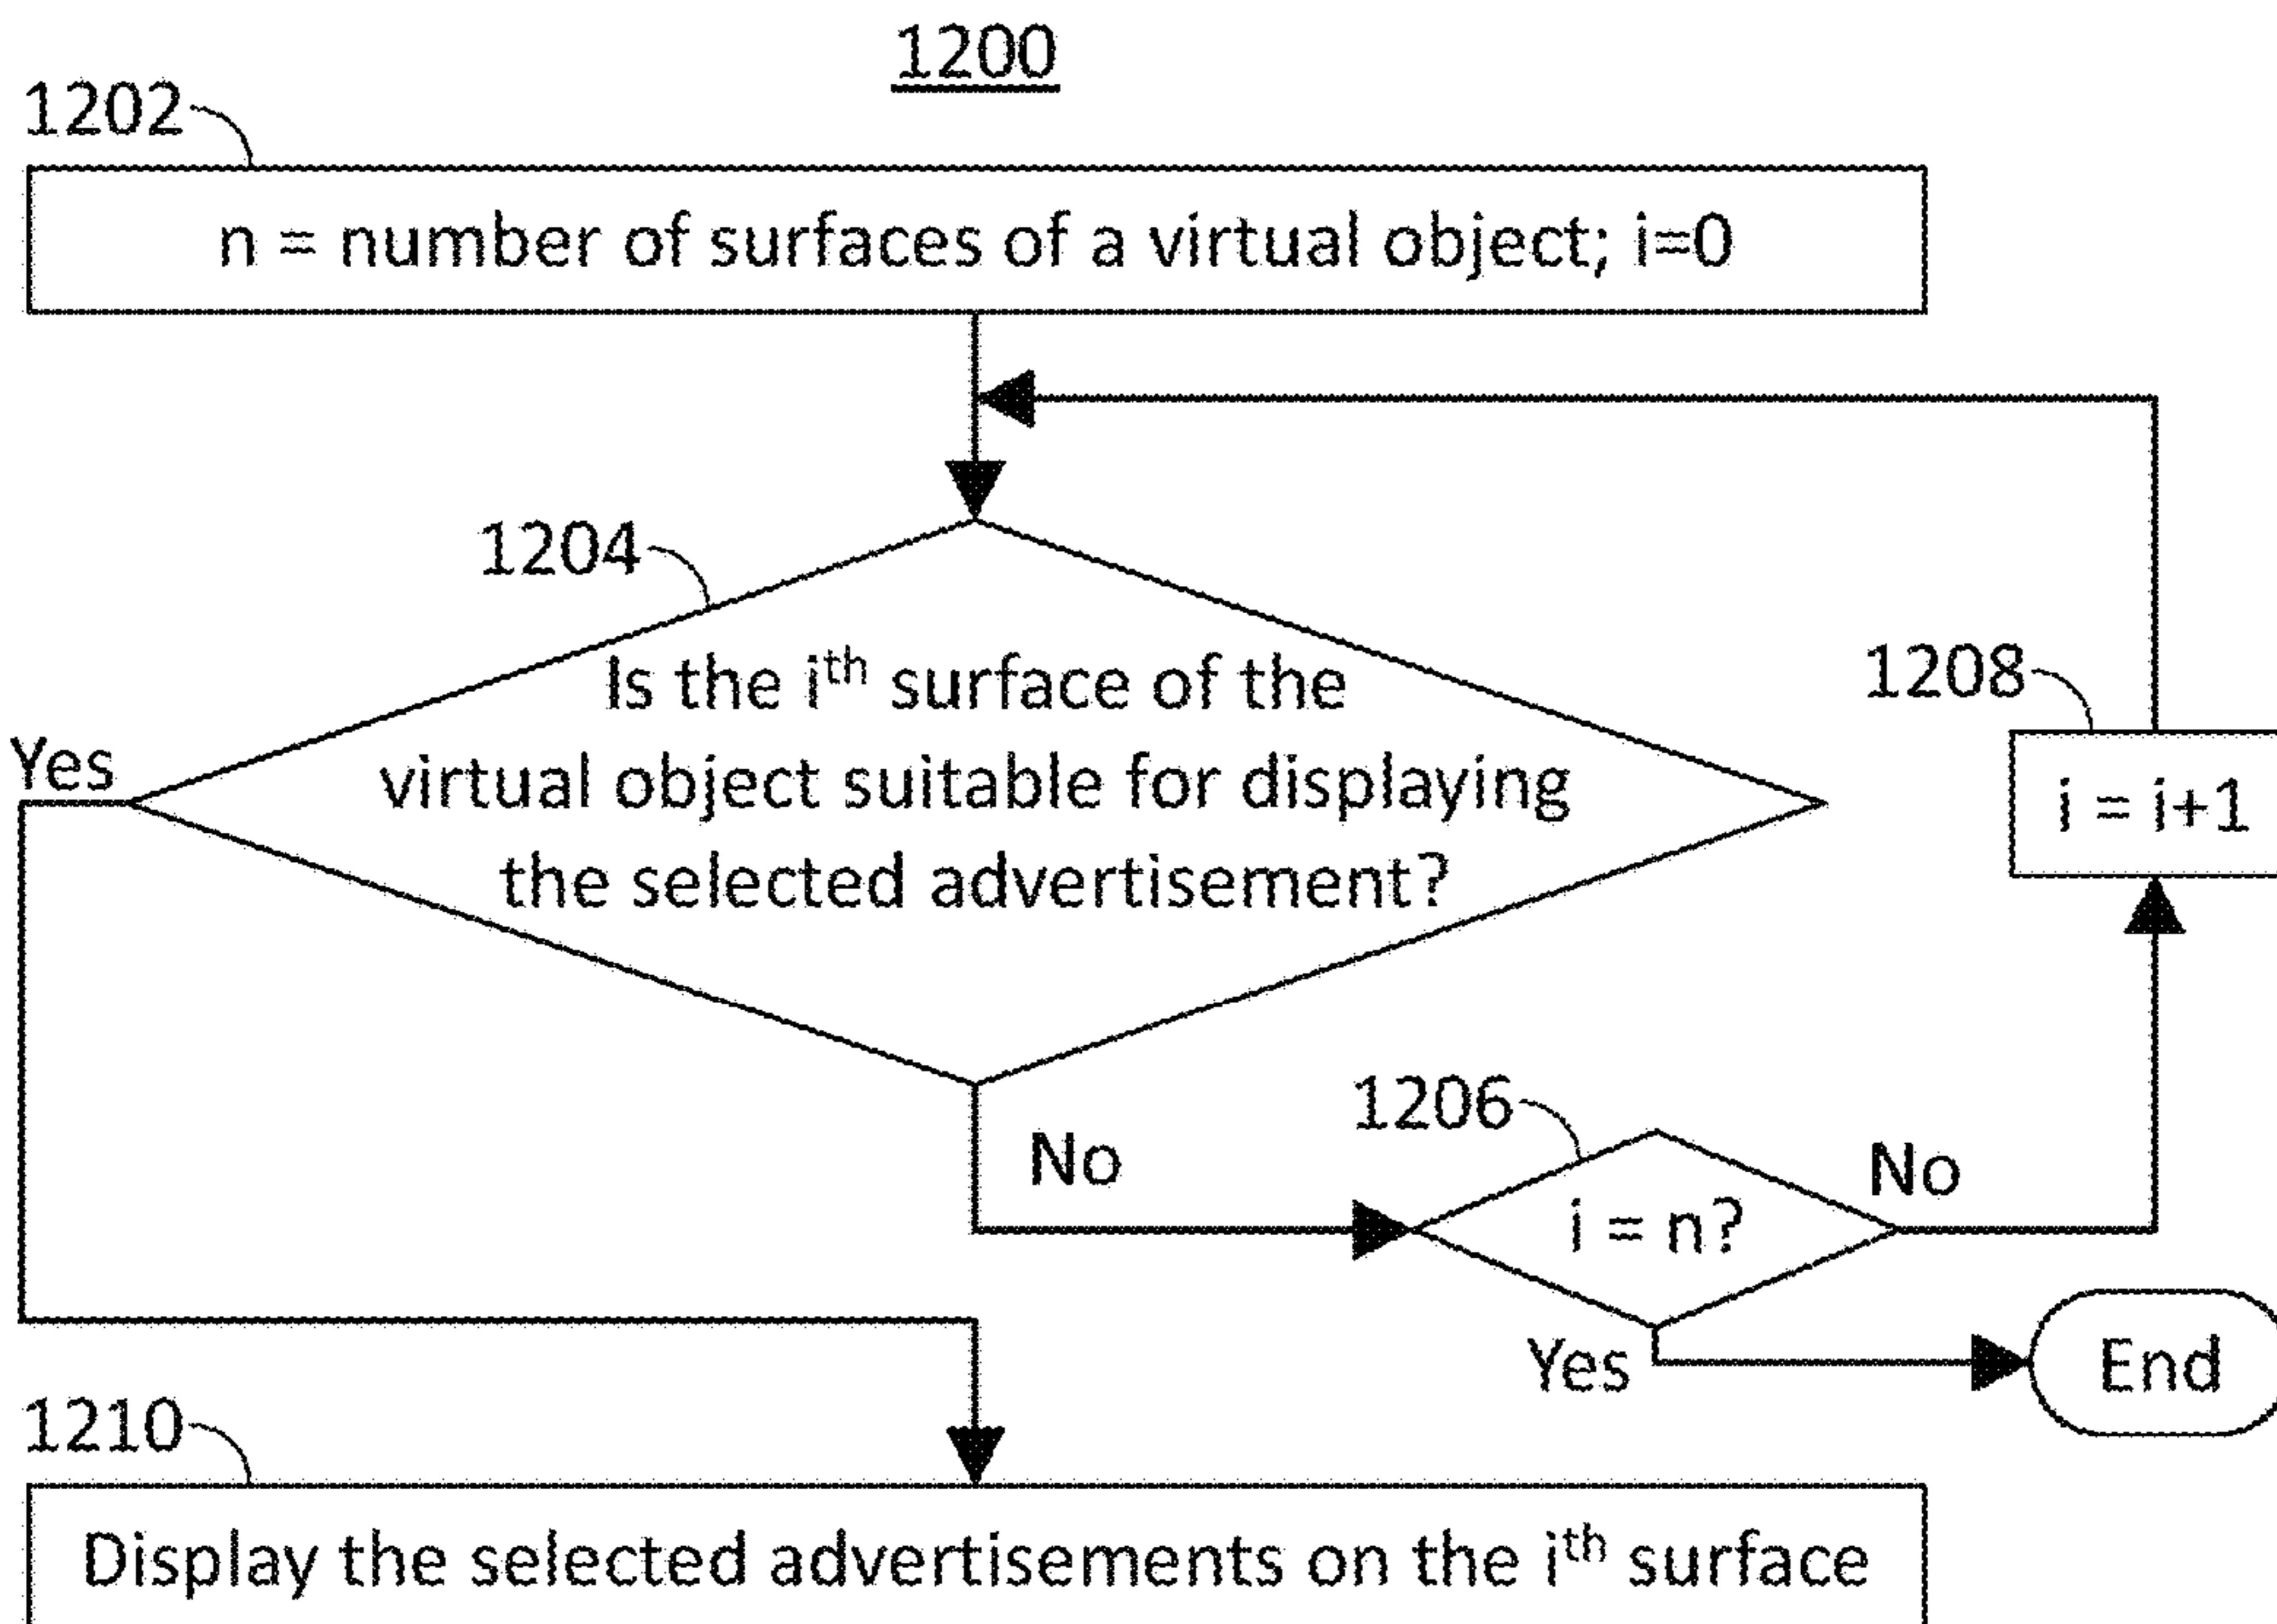 1200
1202
n = number of surfaces of a virtual object; i=0
1204
Is the iᵗʰ surface of the
virtual object suitable for displaying
the selected advertisement?
Yes
1208
i = i+1
No
1206
i = n?
No
Yes
End
1210
Display the selected advertisements on the iᵗʰ surface